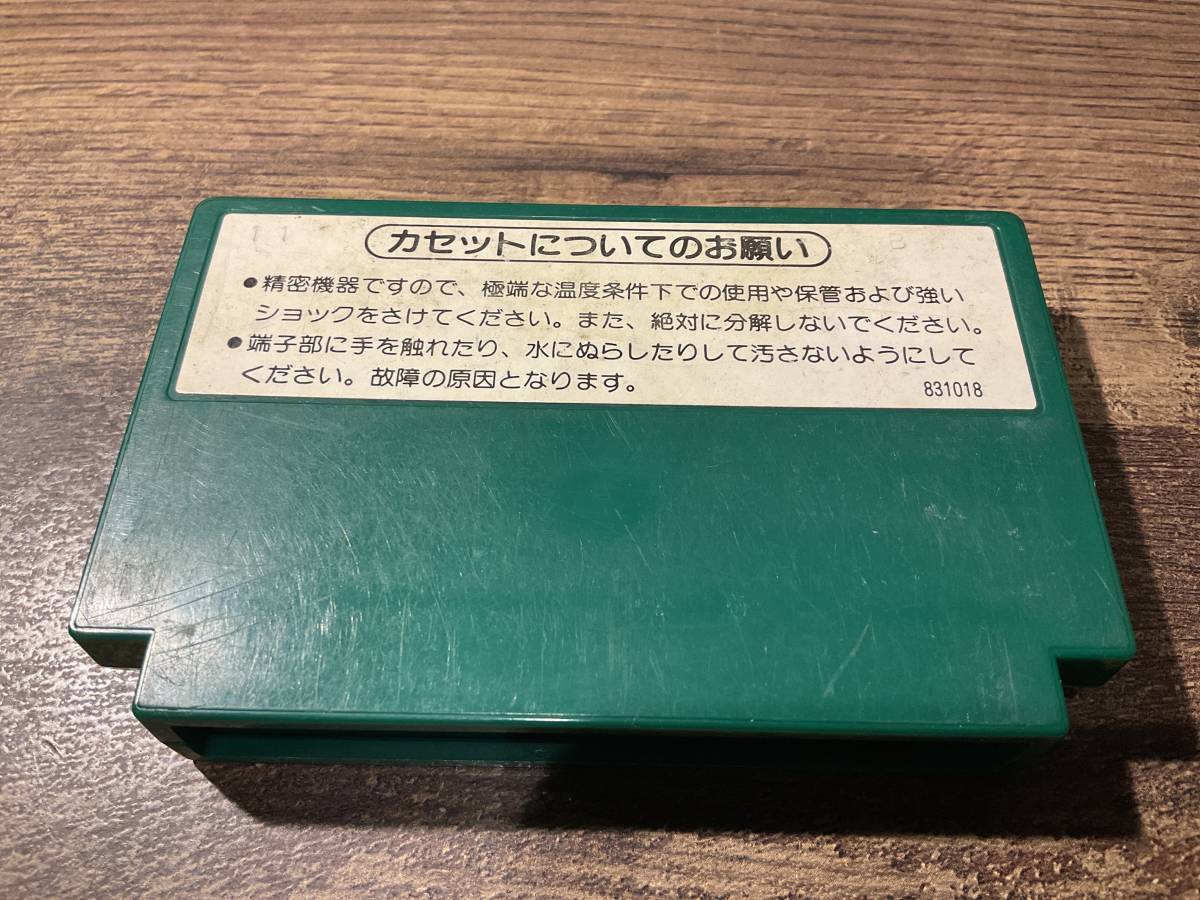 カセットについてのお願い
●精密機器ですので、極端な温度条件下での使用や保管および強い
ショックをさけてください。また、絶対に分解しないでください。
●端子部に手を触れたり、水にぬらしたりして汚さないようにして
ください。故障の原因となります。
831018